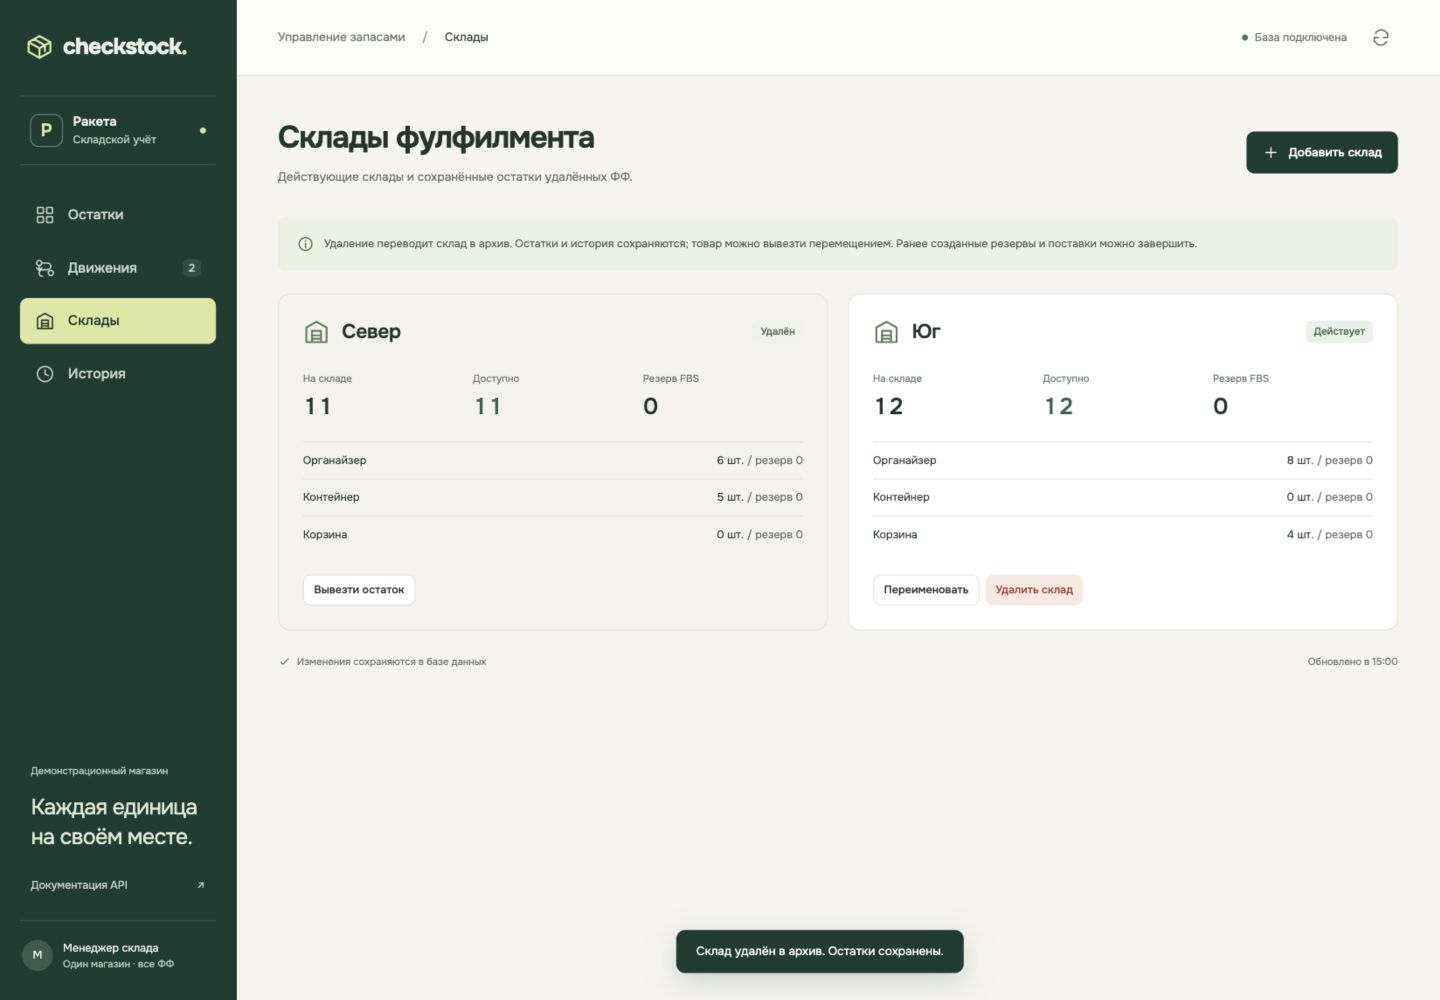 checkstock.
Р
Ракета
Складской учёт
Остатки
Движения
2
Склады
История
Демонстрационный магазин
Каждая единица
на своём месте.
Документация API
М
Менеджер склада
Один магазин · все ФФ
Управление запасами / Склады
База подключена
Склады фулфилмента
Действующие склады и сохранённые остатки удалённых ФФ.
+ Добавить склад
Удаление переводит склад в архив. Остатки и история сохраняются; товар можно вывезти перемещением. Ранее созданные резервы и поставки можно завершить.
Север
Удалён
На складе
Доступно
Резерв FBS
11
11
0
Органайзер
6 шт. / резерв 0
Контейнер
5 шт. / резерв 0
Корзина
0 шт. / резерв 0
Вывезти остаток
Юг
Действует
На складе
Доступно
Резерв FBS
12
12
0
Органайзер
8 шт. / резерв 0
Контейнер
0 шт. / резерв 0
Корзина
4 шт. / резерв 0
Переименовать
Удалить склад
Изменения сохраняются в базе данных
Обновлено в 15:00
Склад удалён в архив. Остатки сохранены.